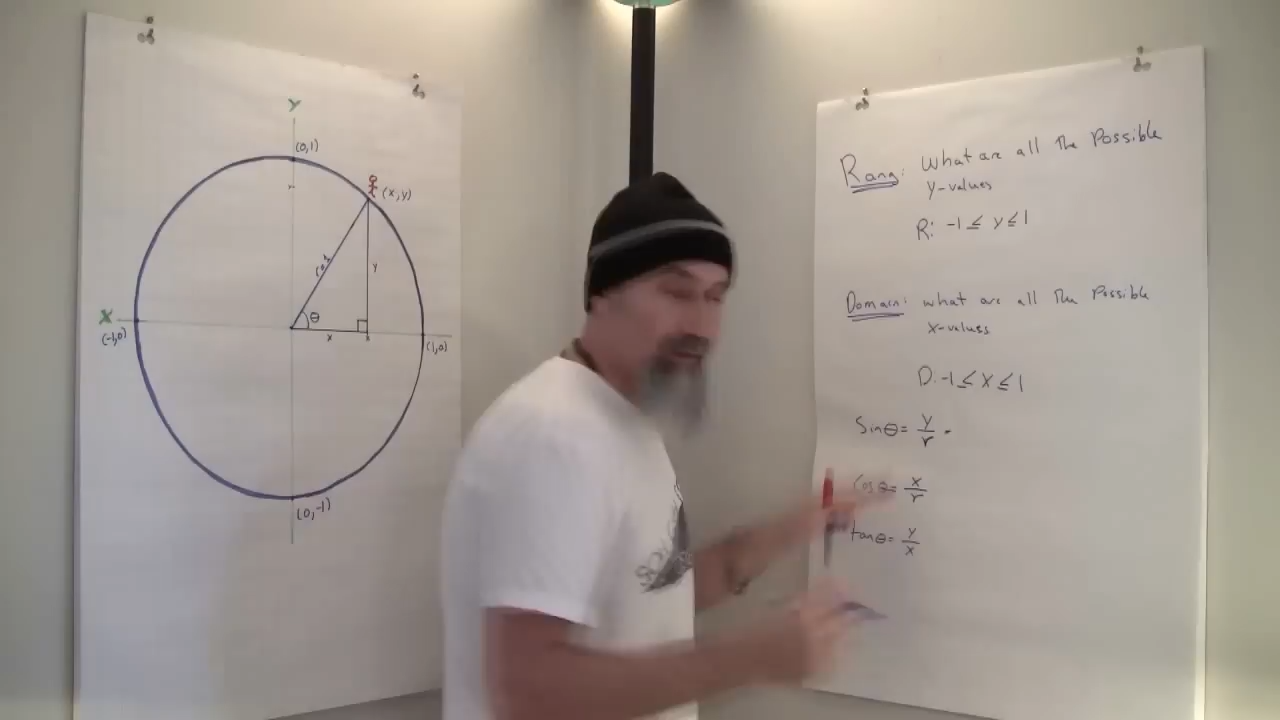 Y
(0,1)
(x,y)
y
θ
x
X
(-1,0)
(1,0)
(0,-1)
Rang: What are all The Possible
y-values
R: -1 ≤ y ≤ 1
Domain: what are all The Possible
x-values
D: -1 ≤ x ≤ 1
Sinθ = y/r
Cosθ = x/r
tanθ = y/x